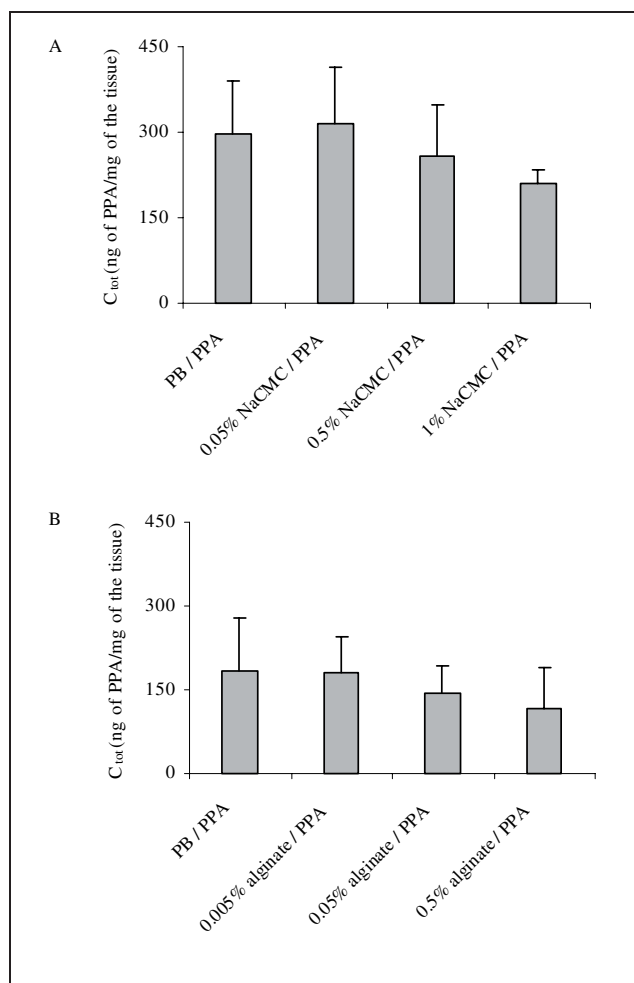 A
450
300
150
0
C tot (ng of PPA/mg of the tissue)
PB / PPA
0.05% NaCMC / PPA
0.5% NaCMC / PPA
1% NaCMC / PPA
B
450
300
150
0
C tot (ng of PPA/mg of the tissue)
PB / PPA
0.005% alginate / PPA
0.05% alginate / PPA
0.5% alginate / PPA